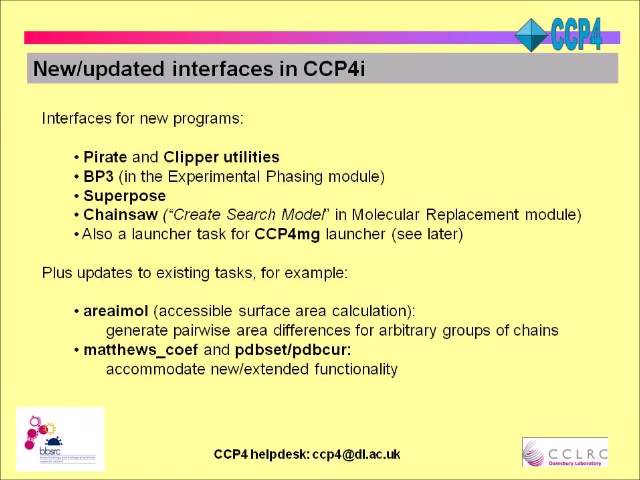 CCP4
New/updated interfaces in CCP4i
Interfaces for new programs:
• Pirate and Clipper utilities
• BP3 (in the Experimental Phasing module)
• Superpose
• Chainsaw (“Create Search Model” in Molecular Replacement module)
• Also a launcher task for CCP4mg launcher (see later)
Plus updates to existing tasks, for example:
• areaimol (accessible surface area calculation):
generate pairwise area differences for arbitrary groups of chains
• matthews_coef and pdbset/pdbcur:
accommodate new/extended functionality
bbsrc
CCP4 helpdesk: ccp4@dl.ac.uk
CCLRC
Daresbury Laboratory